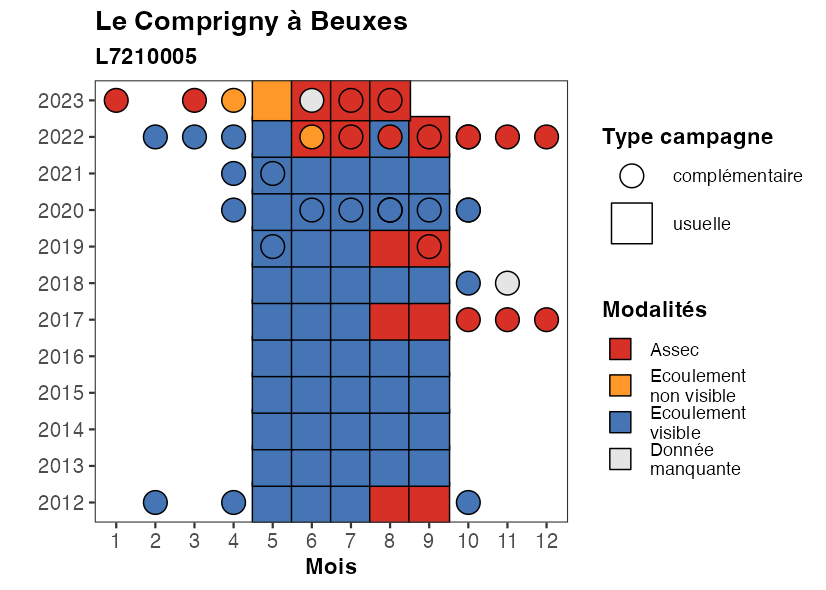 Le Comprigny à Beuxes
L7210005
2023
2022
2021
2020
2019
2018
2017
2016
2015
2014
2013
2012
1 2 3 4 5 6 7 8 9 10 11 12
Mois
Type campagne
complémentaire
usuelle
Modalités
Assec
Ecoulement
non visible
Ecoulement
visible
Donnée
manquante